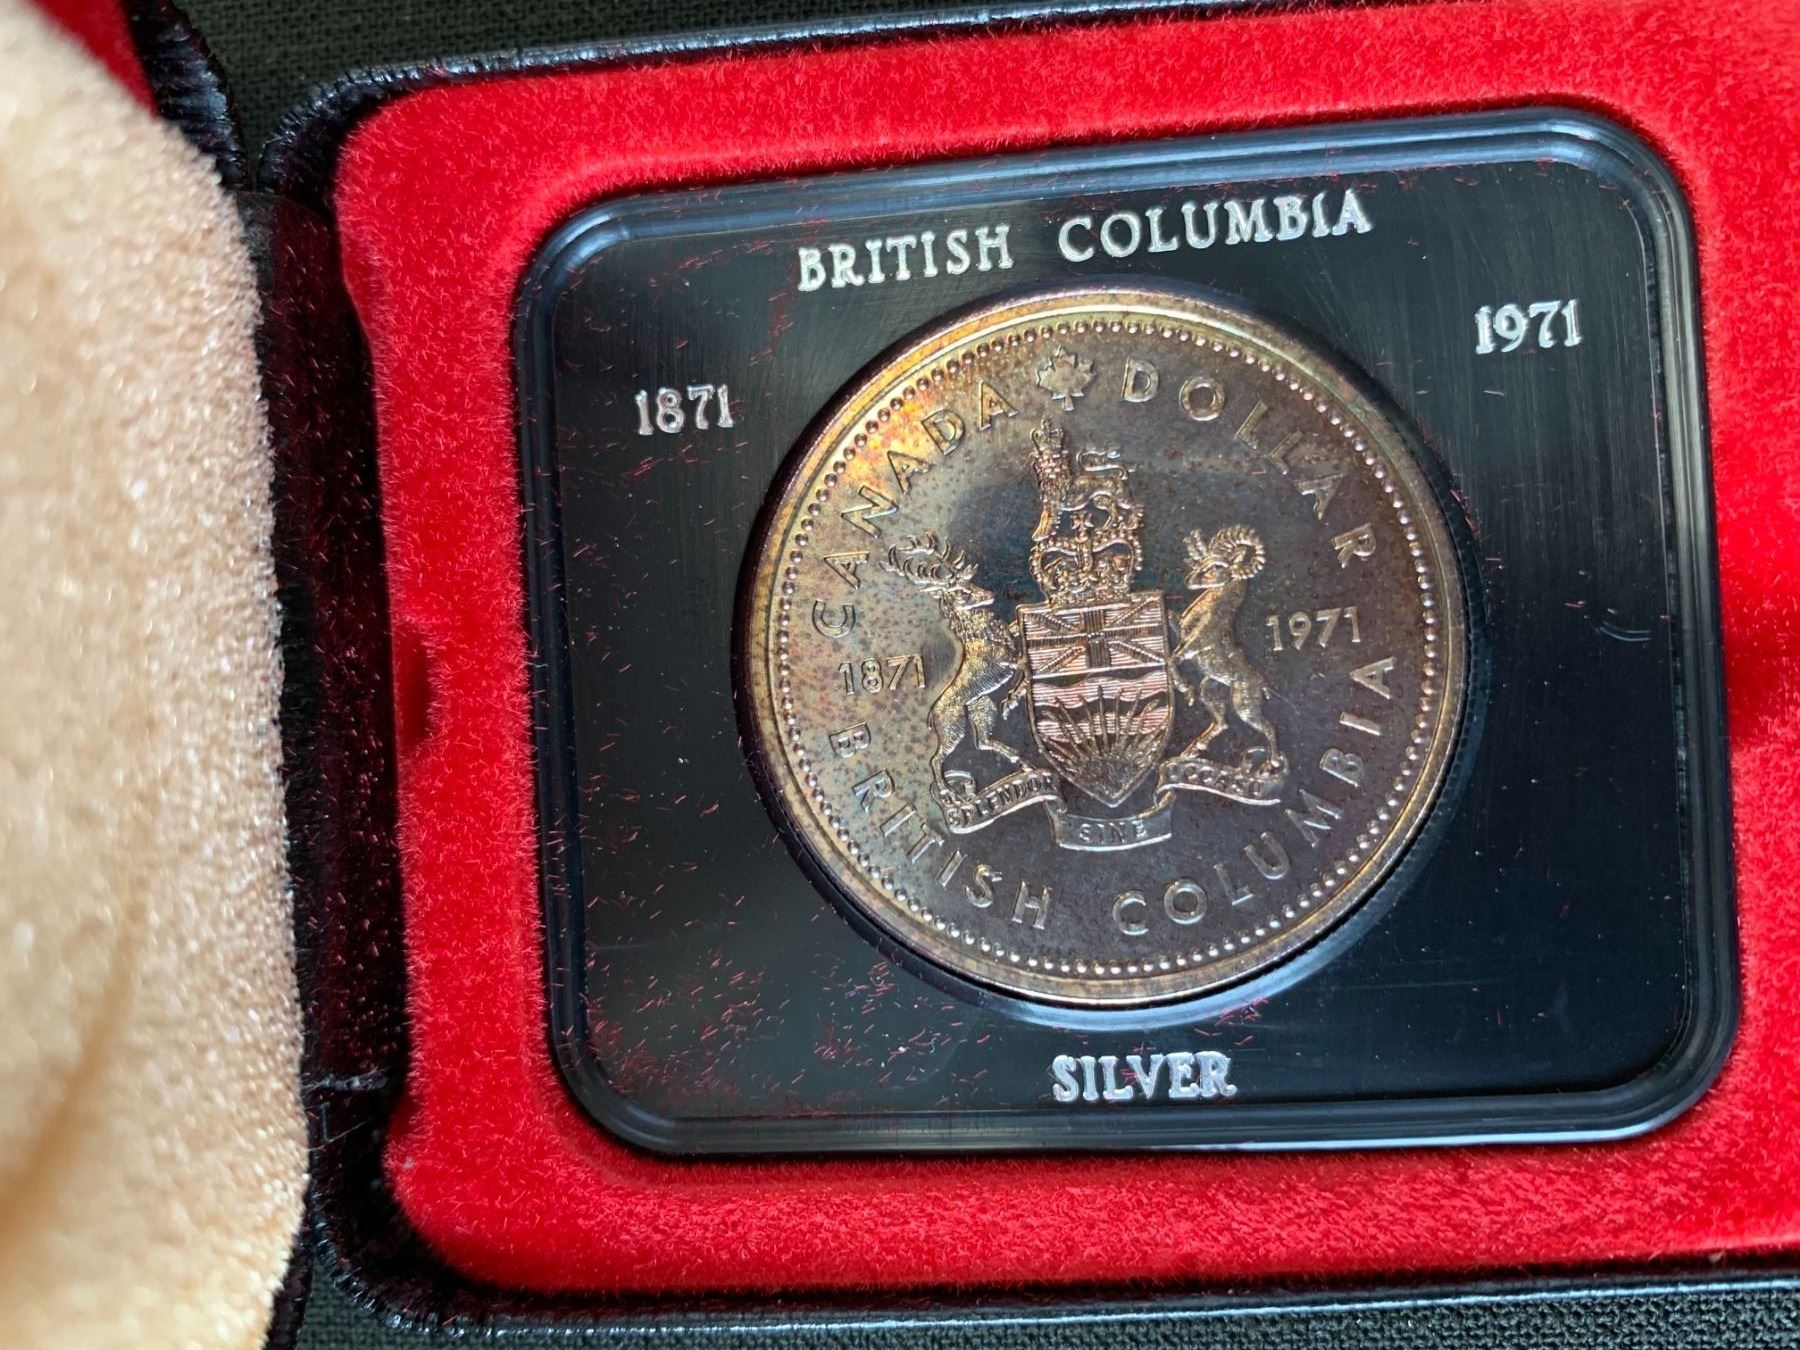 BRITISH COLUMBIA
1871
1971
CANADA DOLLAR
1871
1971
SPLENDOR SINE OCCASU
BRITISH COLUMBIA
SILVER